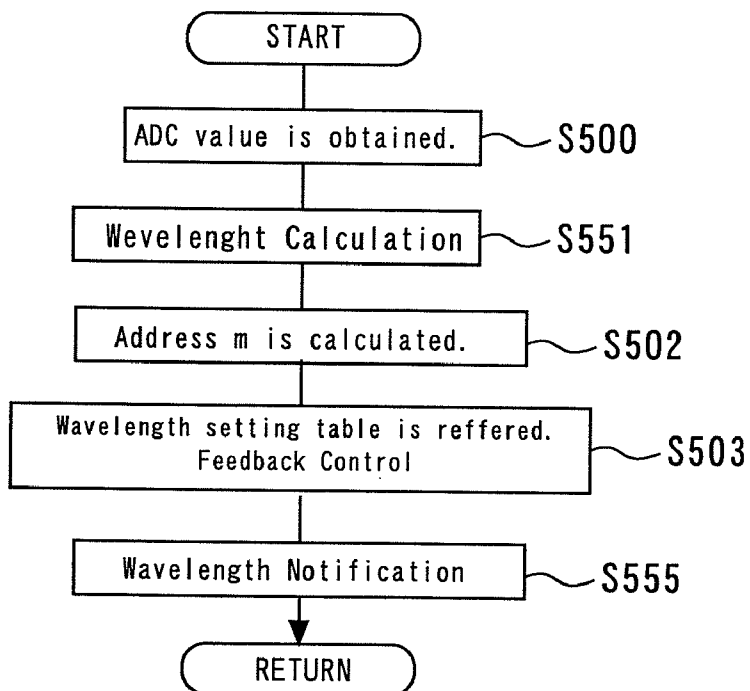 START
ADC value is obtained.
S500
Wevelenght Calculation
S551
Address m is calculated.
S502
Wavelength setting table is reffered.
Feedback Control
S503
Wavelength Notification
S555
RETURN